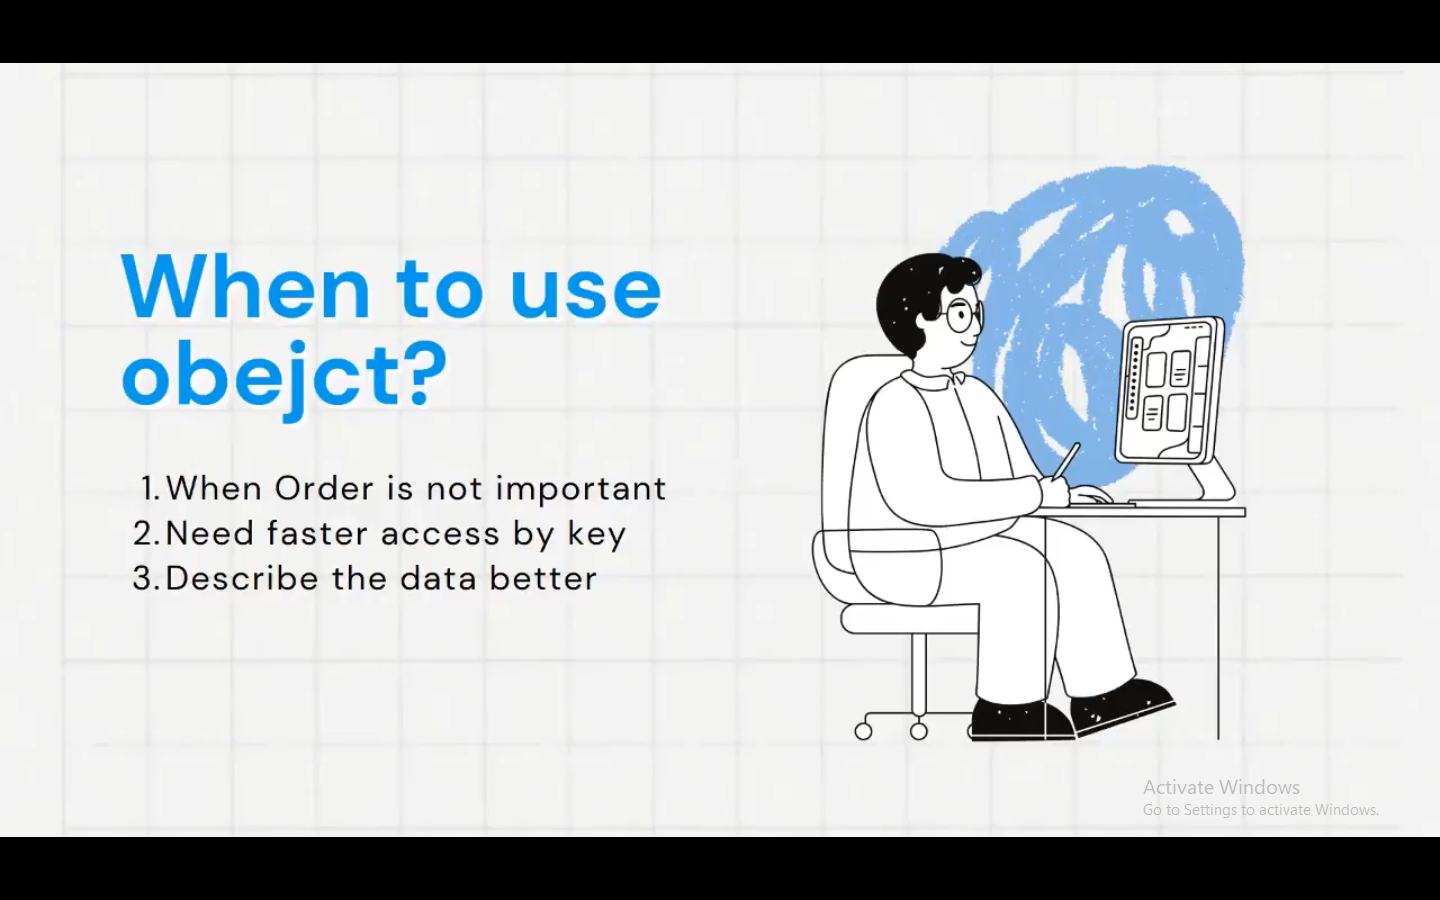 When to use
obejct?
1. When Order is not important
2. Need faster access by key
3. Describe the data better
Activate Windows
Go to Settings to activate Windows.